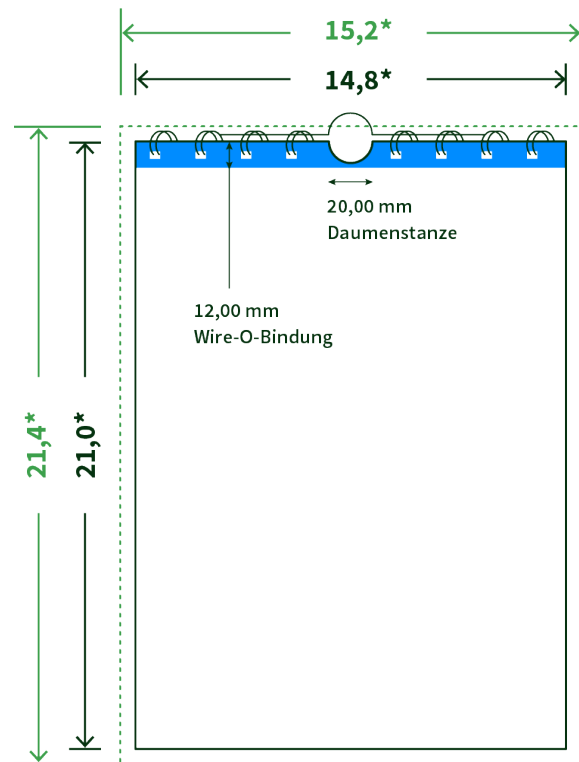 15,2*
14,8*
20,00 mm
Daumenstanze
12,00 mm
Wire-O-Bindung
21,4*
21,0*